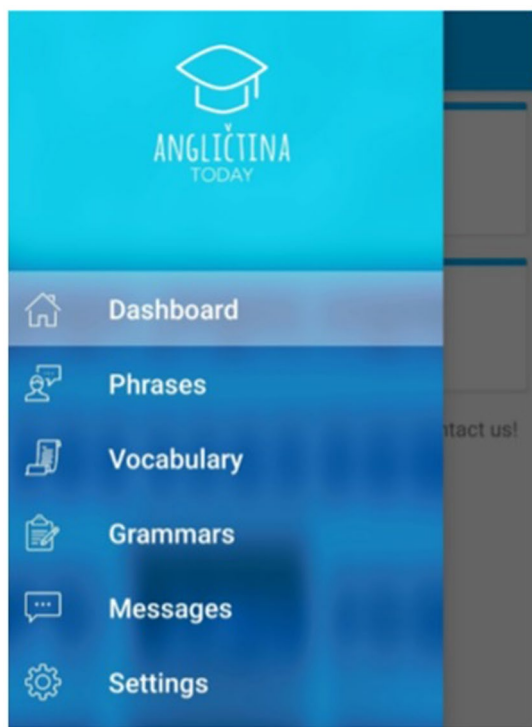 ANGLIČTINA
TODAY
Dashboard
Phrases
ntact us!
Vocabulary
Grammars
Messages
Settings